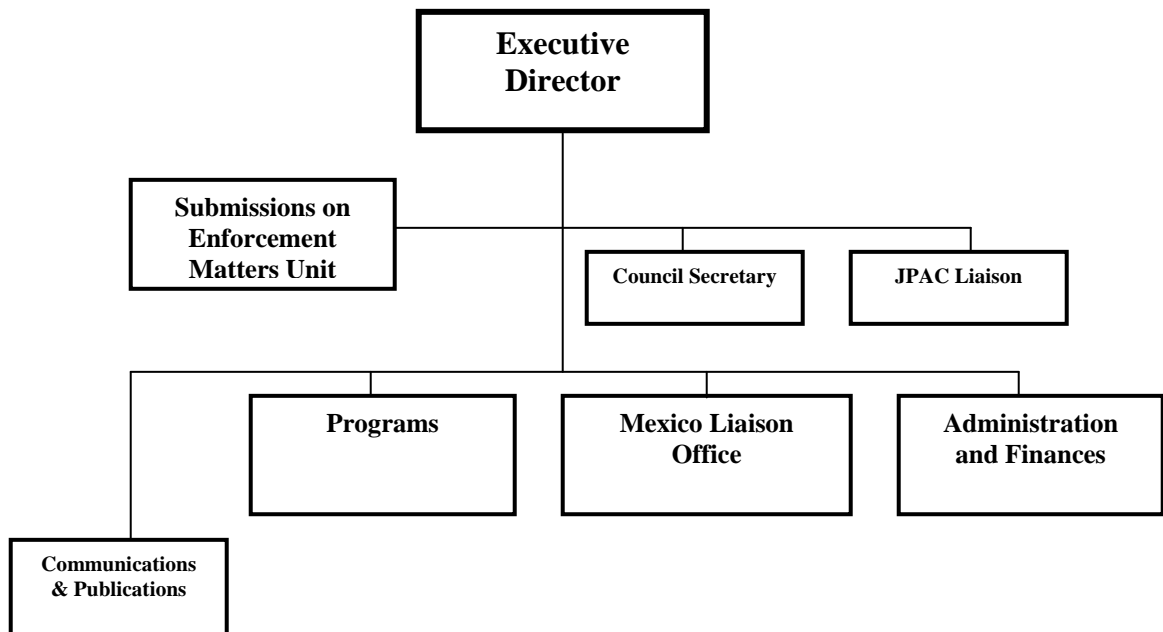 Executive
Director
Submissions on
Enforcement
Matters Unit
Council Secretary
JPAC Liaison
Programs
Mexico Liaison
Office
Administration
and Finances
Communications
& Publications